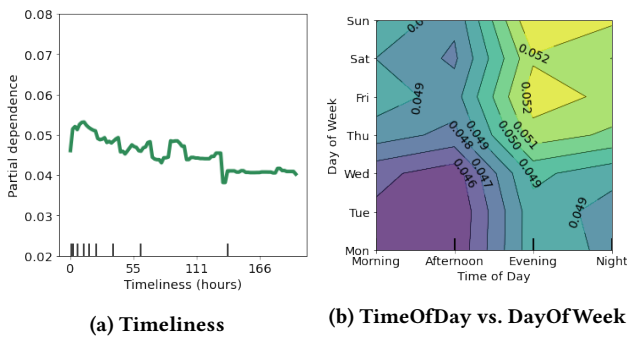 0.08
0.07
0.06
0.05
0.04
0.03
0.02
Partial dependence
0
55
111
166
Timeliness (hours)
(a) Timeliness
Sun
Sat
Fri
Thu
Wed
Tue
Mon
Day of Week
0.052
0.049
0.052
0.051
0.050
0.049
0.048
0.049
0.047
0.046
0.049
Morning
Afternoon
Evening
Night
Time of Day
(b) TimeOfDay vs. DayOfWeek